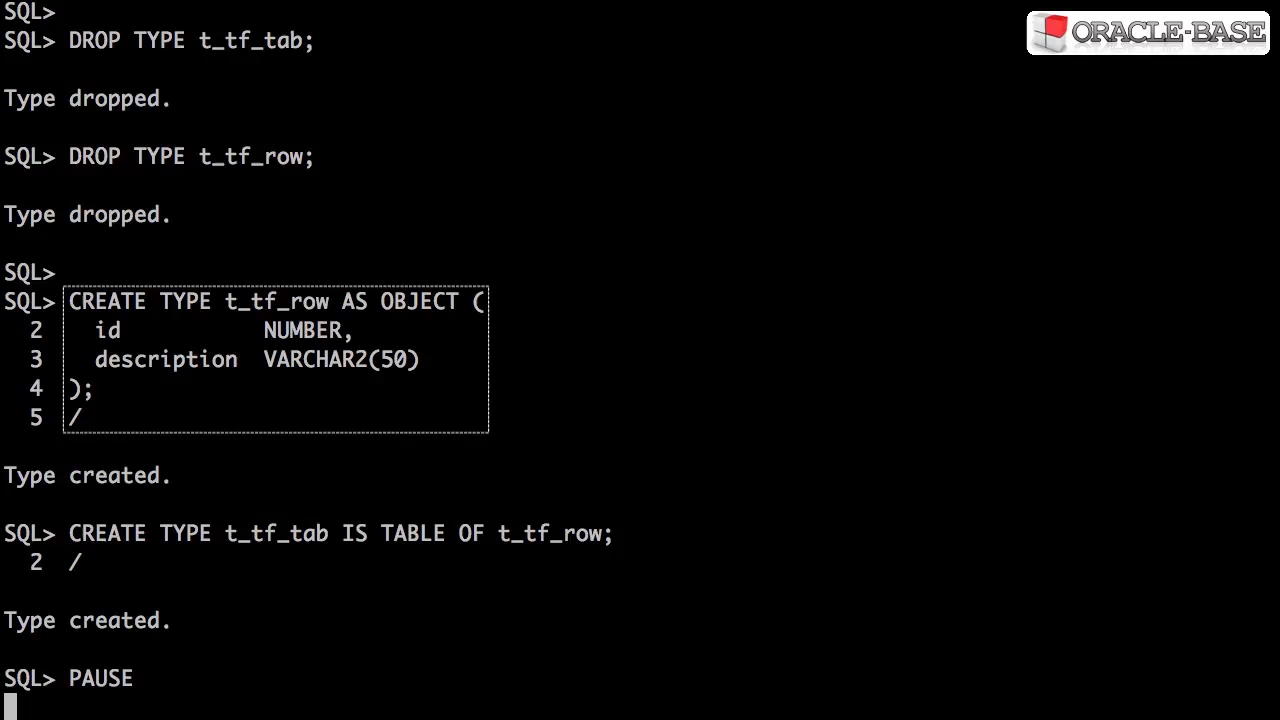 SQL>
SQL> DROP TYPE t_tf_tab;
ORACLE-BASE
Type dropped.
SQL> DROP TYPE t_tf_row;
Type dropped.
SQL>
SQL> CREATE TYPE t_tf_row AS OBJECT (
  2    id           NUMBER,
  3    description  VARCHAR2(50)
  4  );
  5  /
Type created.
SQL> CREATE TYPE t_tf_tab IS TABLE OF t_tf_row;
  2  /
Type created.
SQL> PAUSE